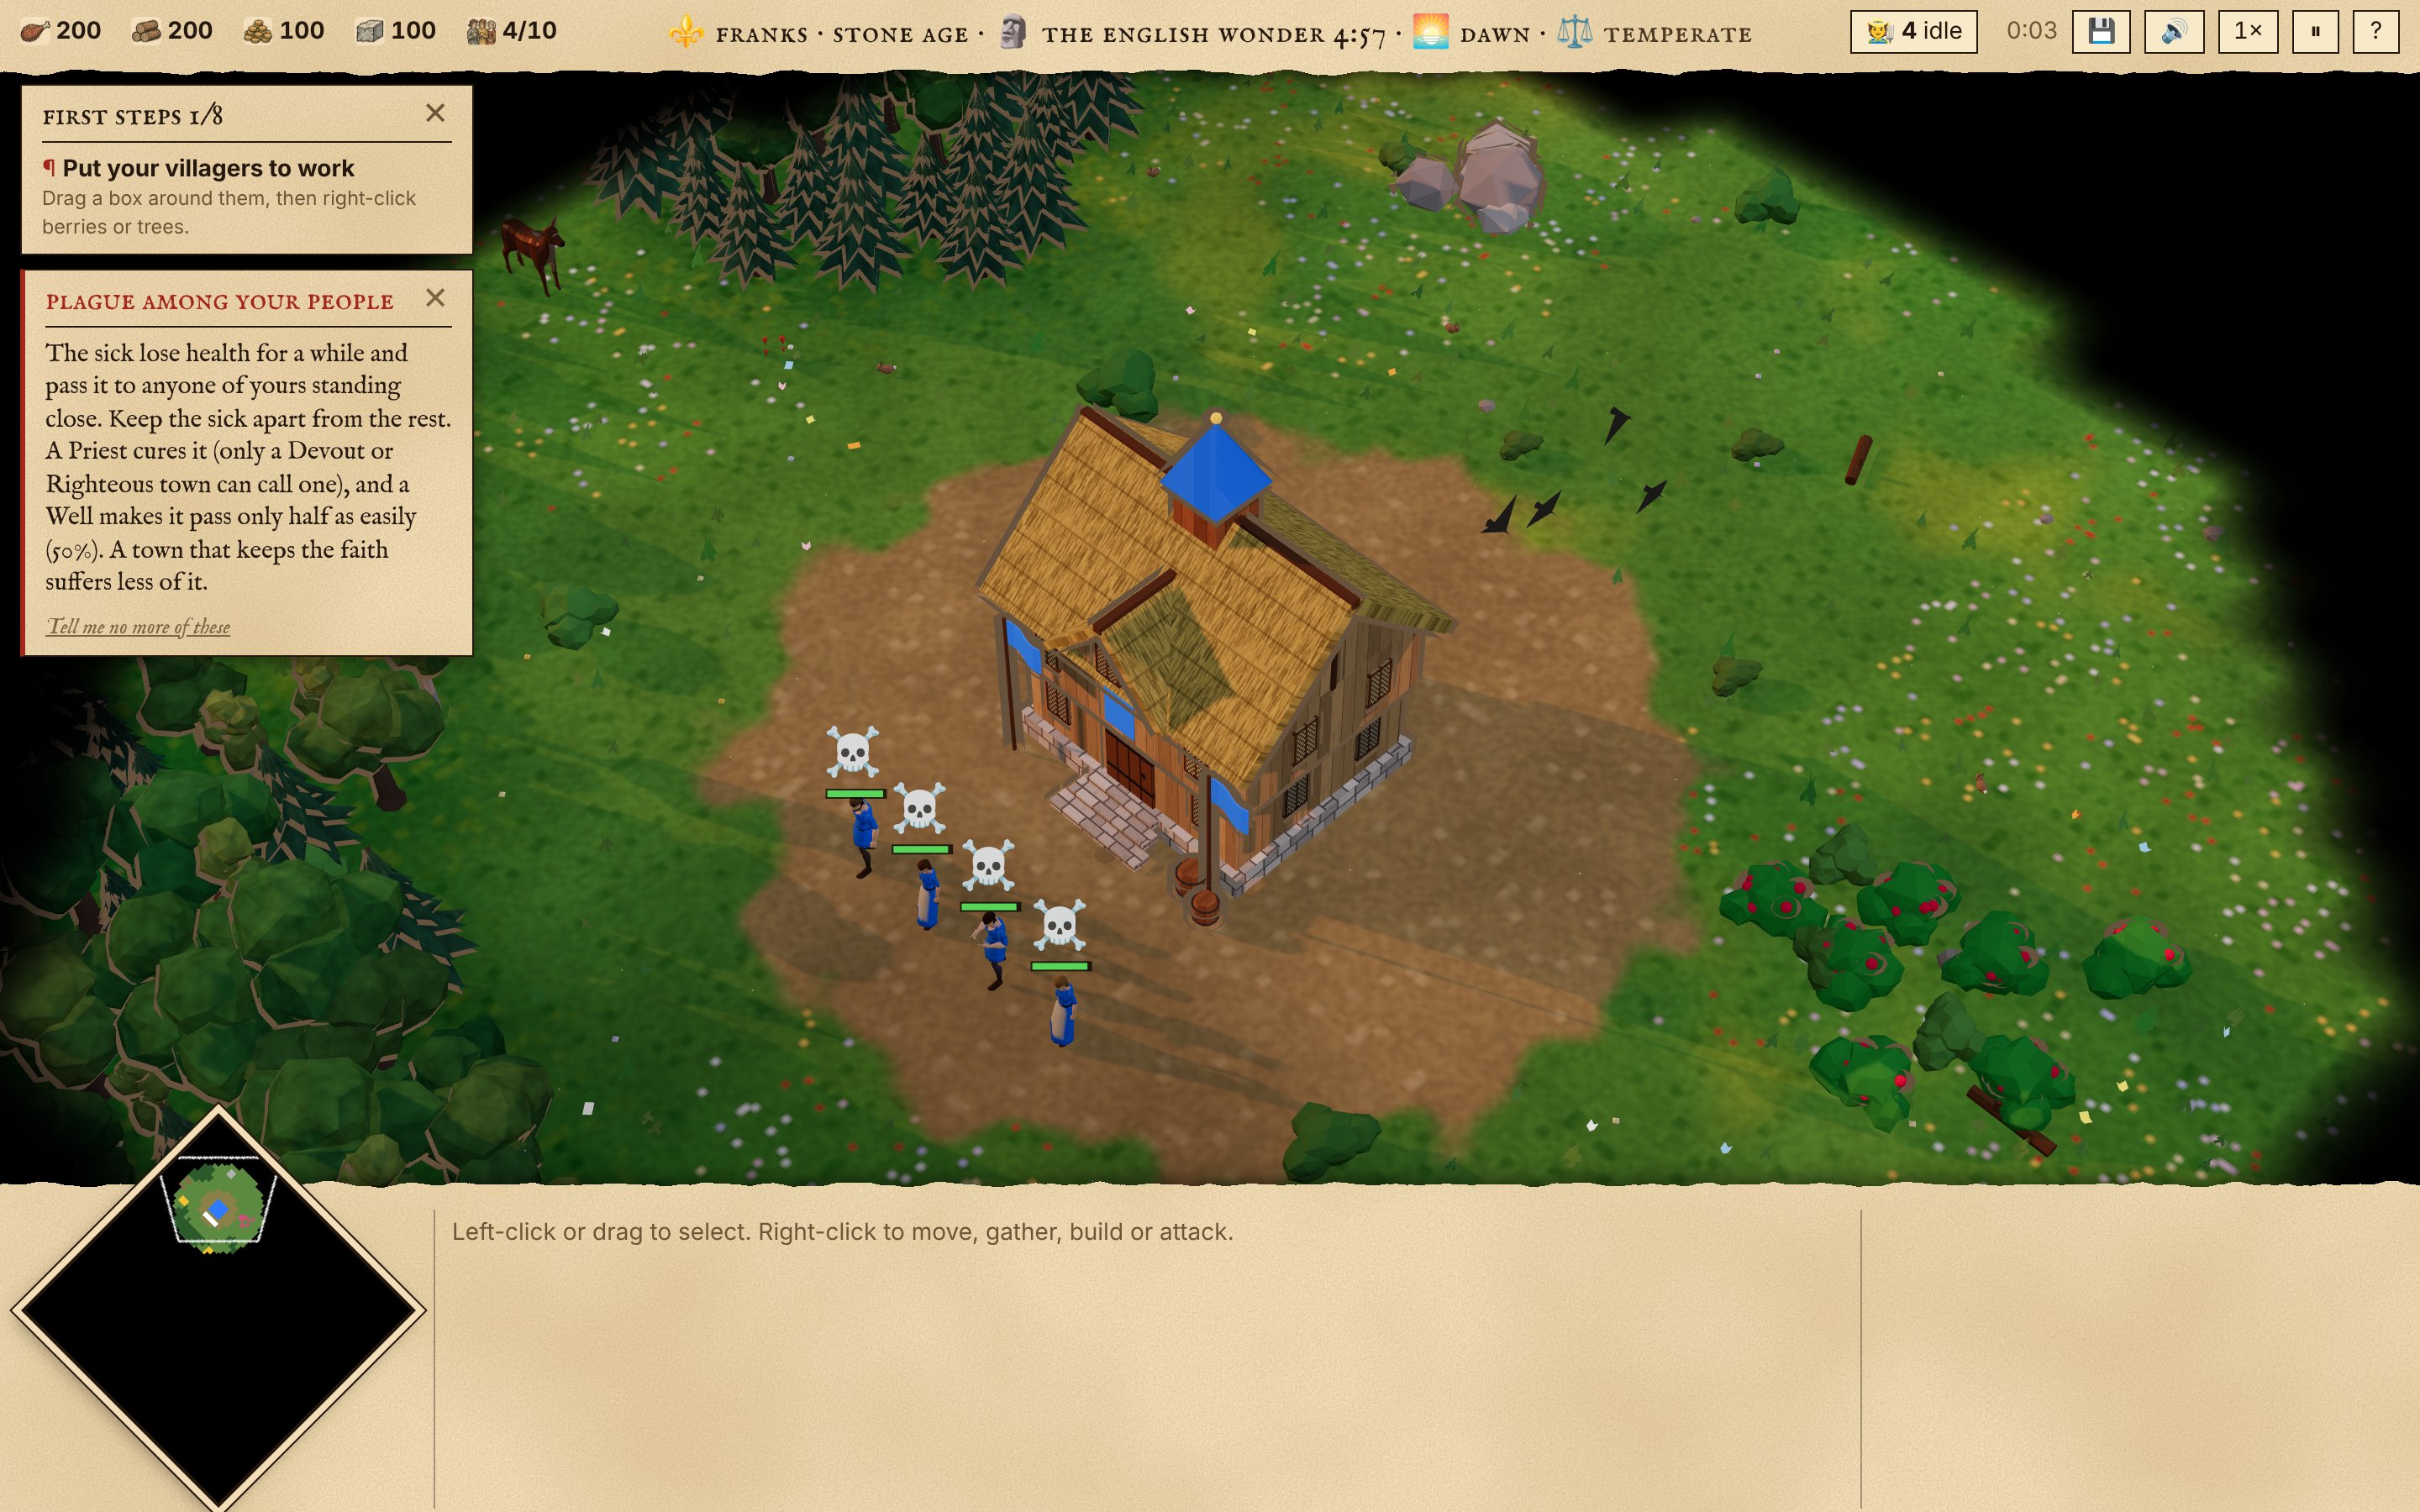 200 200 100 100 4/10 FRANKS · STONE AGE · THE ENGLISH WONDER 4:57 · DAWN · TEMPERATE 4 idle 0:03 1× ?
FIRST STEPS 1/8
¶ Put your villagers to work
Drag a box around them, then right-click
berries or trees.
PLAGUE AMONG YOUR PEOPLE
The sick lose health for a while and
pass it to anyone of yours standing
close. Keep the sick apart from the rest.
A Priest cures it (only a Devout or
Righteous town can call one), and a
Well makes it pass only half as easily
(50%). A town that keeps the faith
suffers less of it.
Tell me no more of these
Left-click or drag to select. Right-click to move, gather, build or attack.